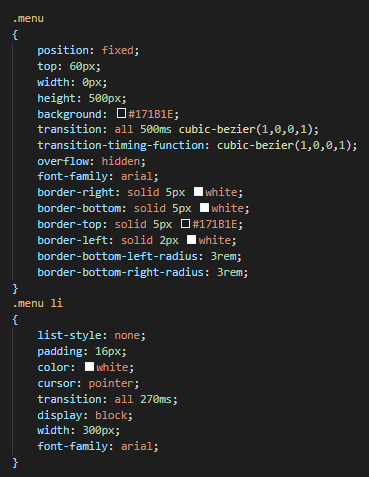 .menu
{
    position: fixed;
    top: 60px;
    width: 0px;
    height: 500px;
    background: #171B1E;
    transition: all 500ms cubic-bezier(1,0,0,1);
    transition-timing-function: cubic-bezier(1,0,0,1);
    overflow: hidden;
    font-family: arial;
    border-right: solid 5px white;
    border-bottom: solid 5px white;
    border-top: solid 5px #171B1E;
    border-left: solid 2px white;
    border-bottom-left-radius: 3rem;
    border-bottom-right-radius: 3rem;
}
.menu li
{
    list-style: none;
    padding: 16px;
    color: white;
    cursor: pointer;
    transition: all 270ms;
    display: block;
    width: 300px;
    font-family: arial;
}